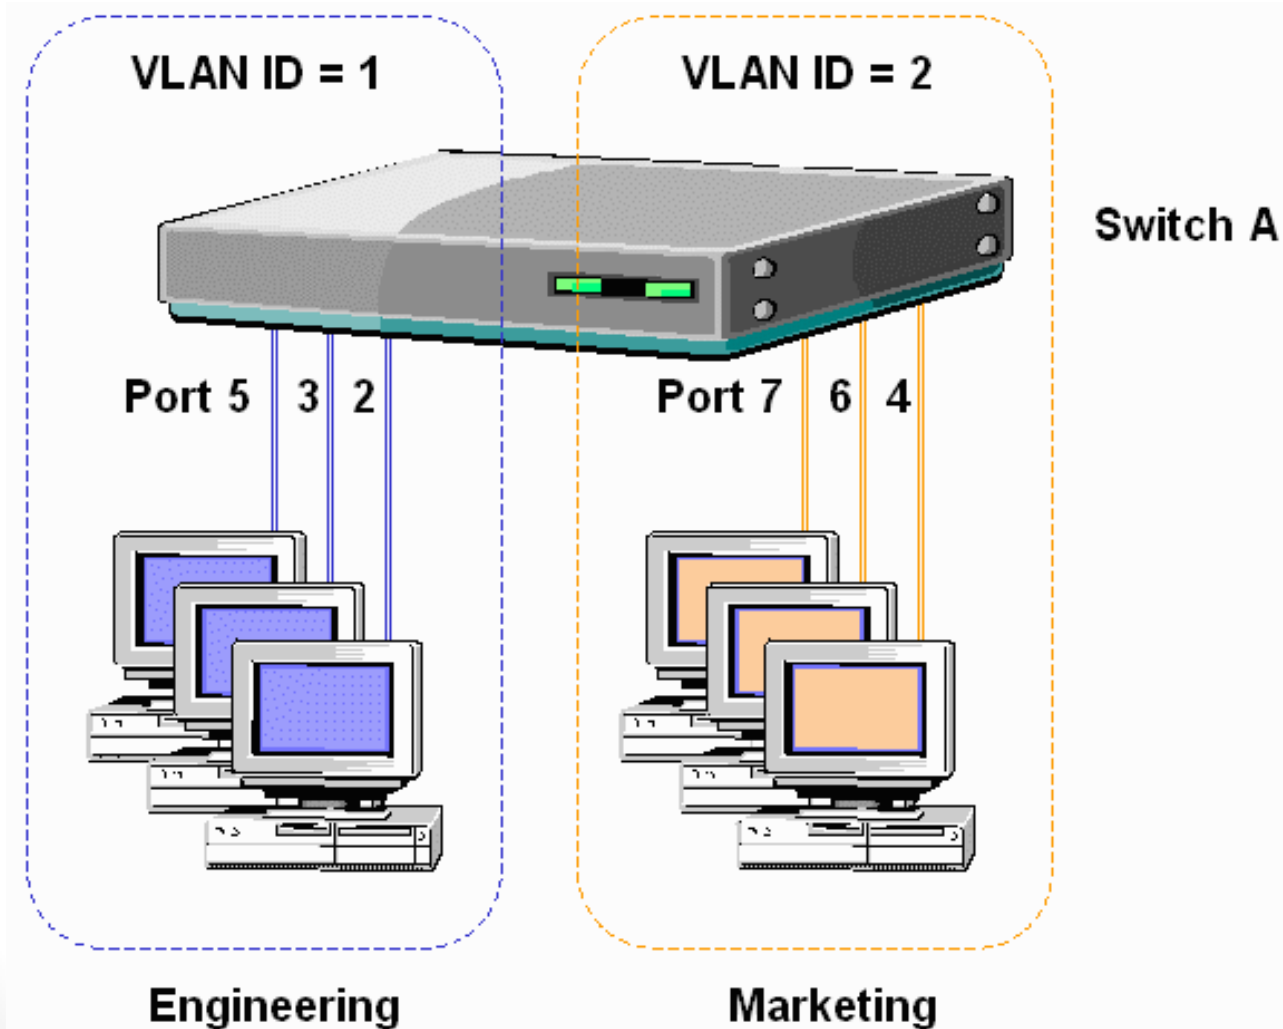 VLAN ID = 1
VLAN ID = 2
Switch A
Port 5 3 2
Port 7 6 4
Engineering
Marketing